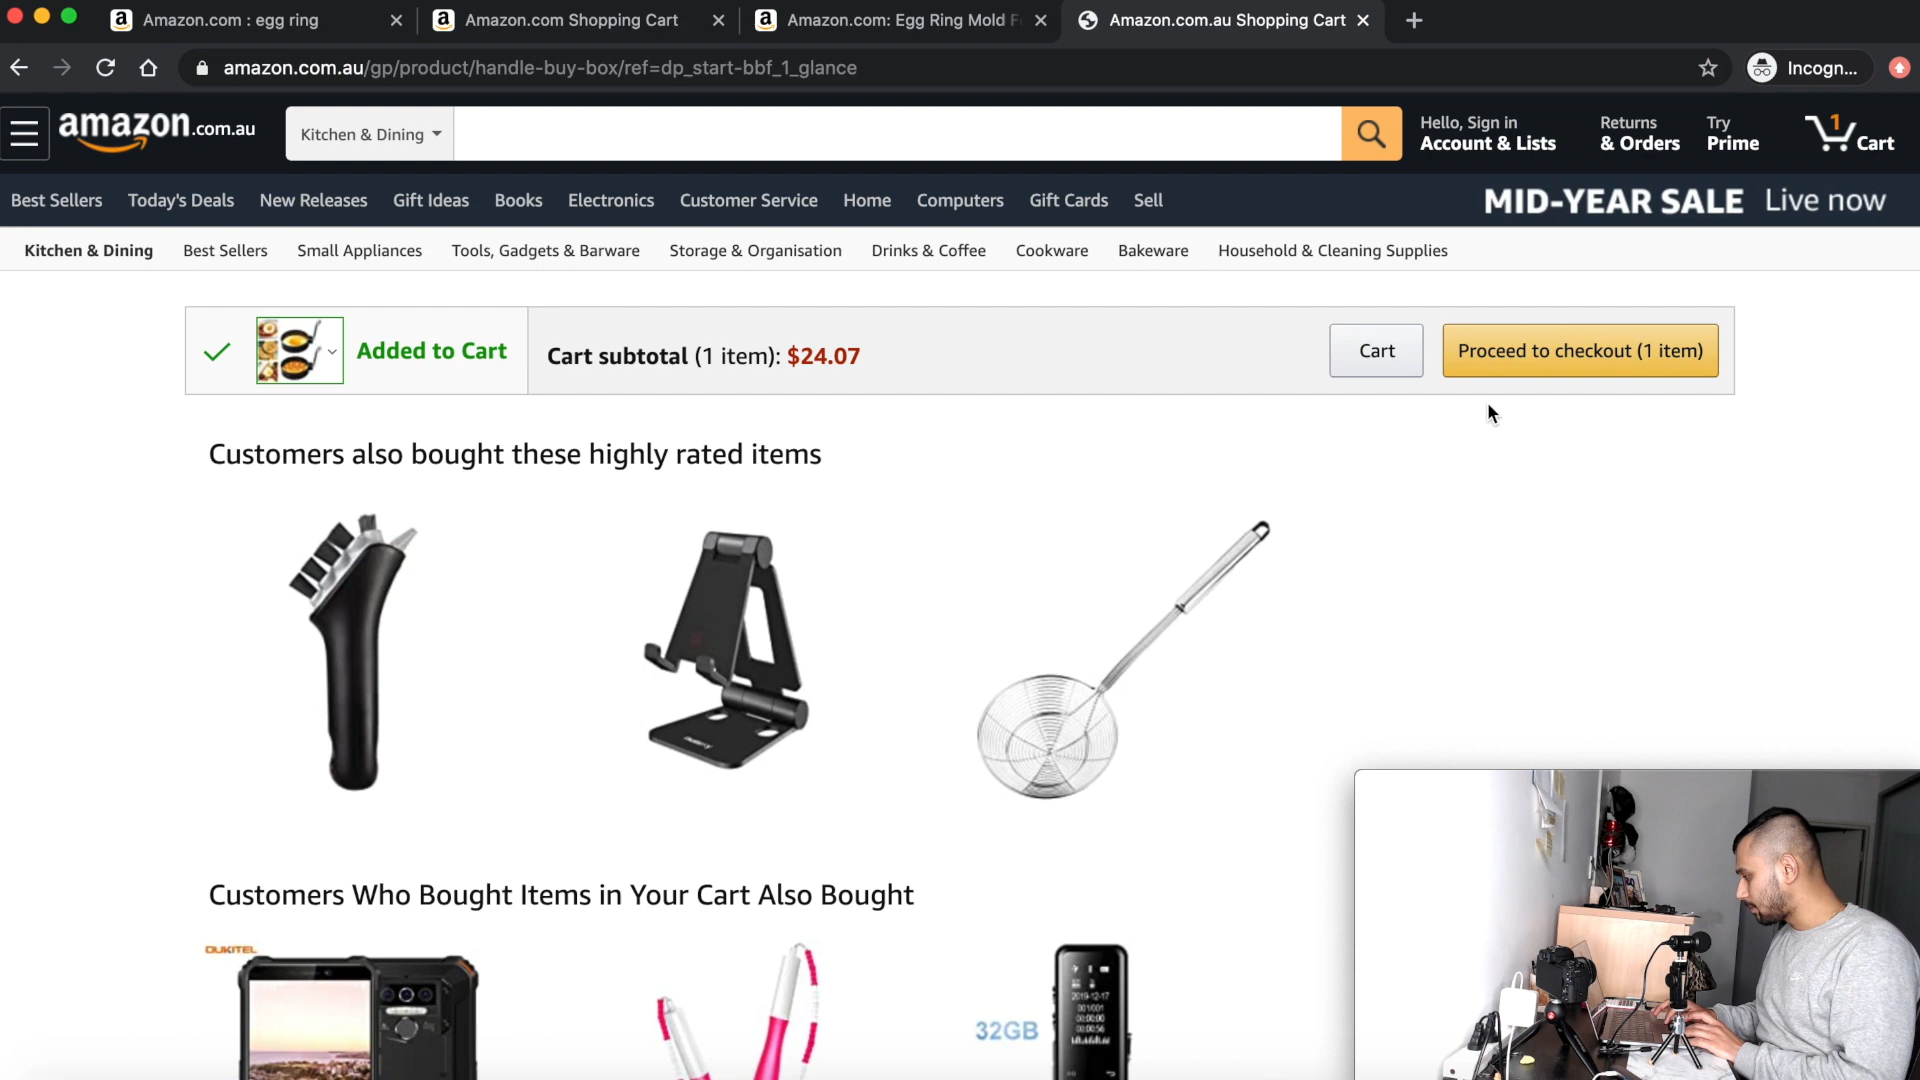 Amazon.com : egg ring
Amazon.com Shopping Cart
Amazon.com: Egg Ring Mold F
Amazon.com.au Shopping Cart
amazon.com.au/gp/product/handle-buy-box/ref=dp_start-bbf_1_glance
Incogn...
amazon.com.au
Kitchen & Dining
Hello, Sign in
Account & Lists
Returns
& Orders
Try
Prime
1
Cart
Best Sellers Today's Deals New Releases Gift Ideas Books Electronics Customer Service Home Computers Gift Cards Sell
MID-YEAR SALE Live now
Kitchen & Dining Best Sellers Small Appliances Tools, Gadgets & Barware Storage & Organisation Drinks & Coffee Cookware Bakeware Household & Cleaning Supplies
Added to Cart
Cart subtotal (1 item): $24.07
Cart
Proceed to checkout (1 item)
Customers also bought these highly rated items
Customers Who Bought Items in Your Cart Also Bought
OUKITEL
32GB
2019-12-17
001/001
00:00:00
00:00:56